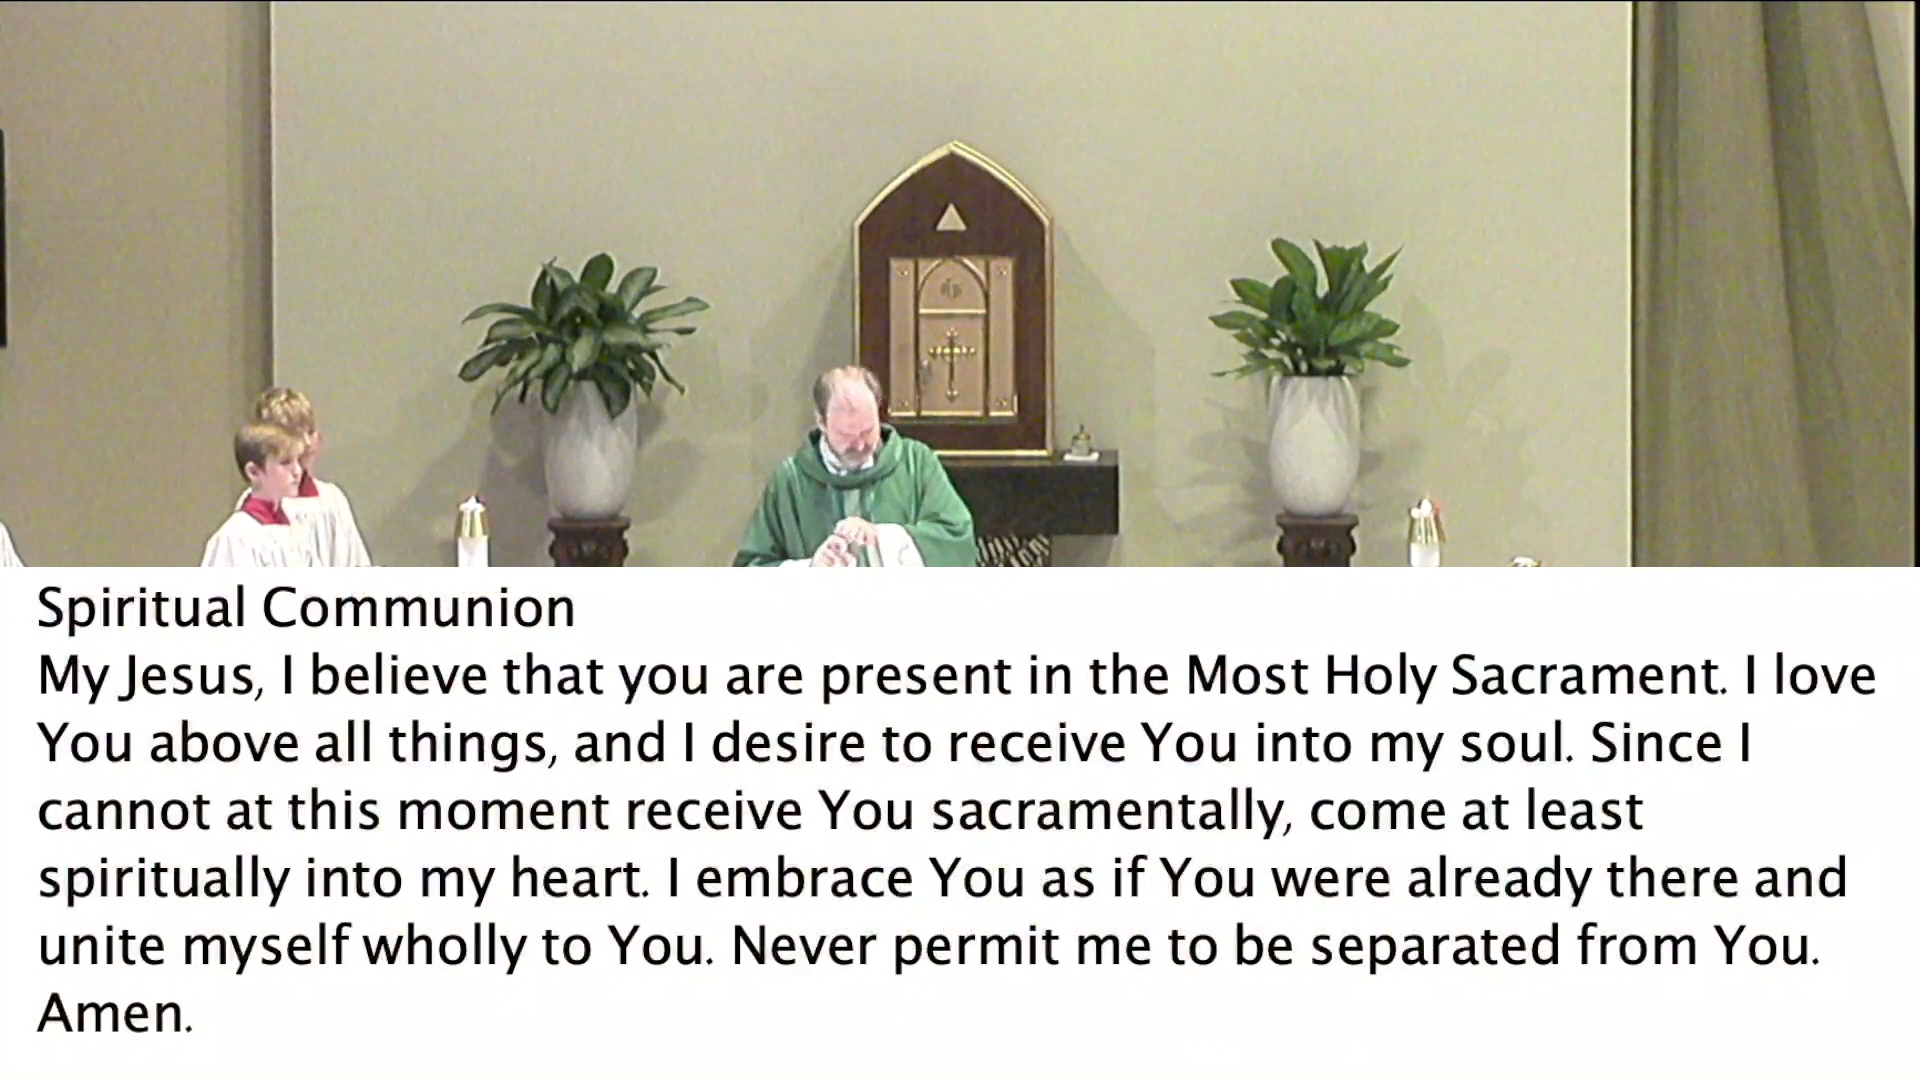 Spiritual Communion
My Jesus, I believe that you are present in the Most Holy Sacrament. I love
You above all things, and I desire to receive You into my soul. Since I
cannot at this moment receive You sacramentally, come at least
spiritually into my heart. I embrace You as if You were already there and
unite myself wholly to You. Never permit me to be separated from You.
Amen.